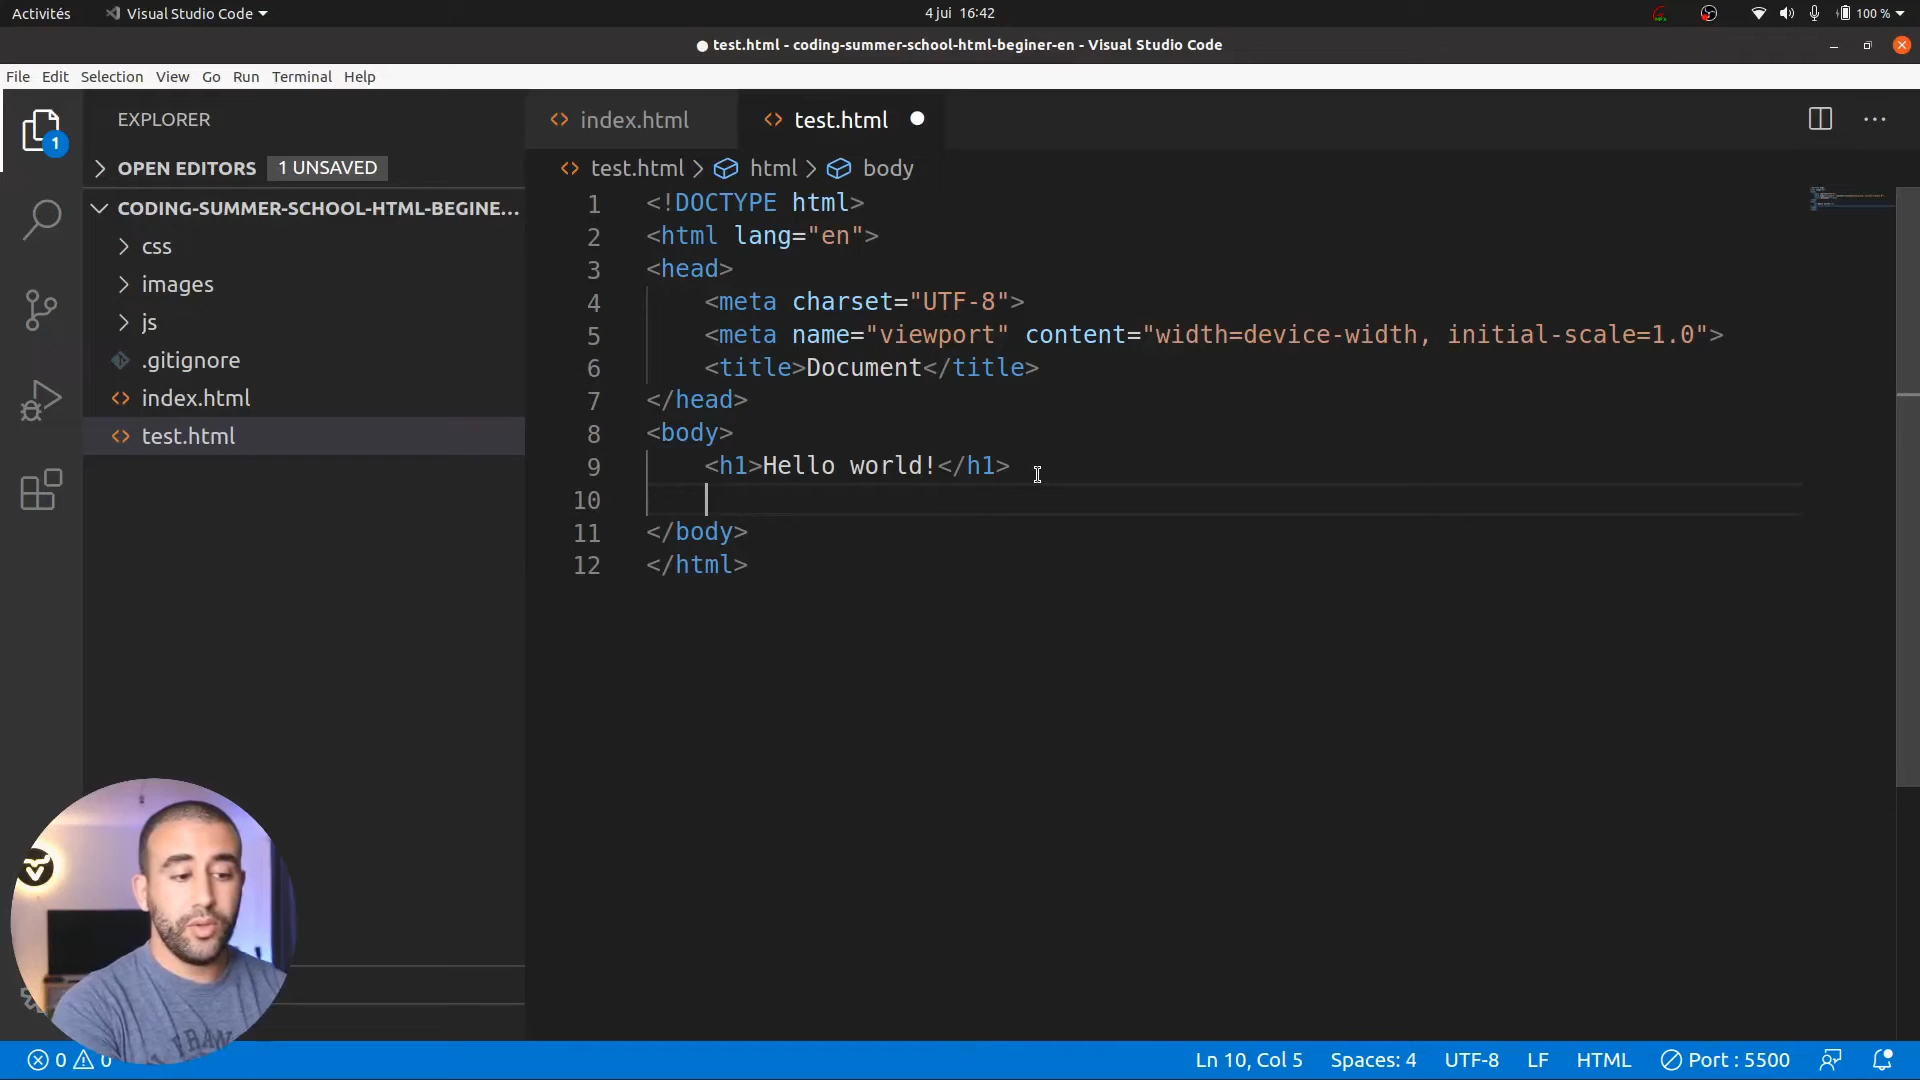 Activités
Visual Studio Code
4 jui 16:42
100 %
● test.html - coding-summer-school-html-beginer-en - Visual Studio Code
File Edit Selection View Go Run Terminal Help
EXPLORER
1
OPEN EDITORS 1 UNSAVED
CODING-SUMMER-SCHOOL-HTML-BEGINE...
css
images
js
.gitignore
index.html
test.html
index.html
test.html
test.html > html > body
1 <!DOCTYPE html>
2 <html lang="en">
3 <head>
4 <meta charset="UTF-8">
5 <meta name="viewport" content="width=device-width, initial-scale=1.0">
6 <title>Document</title>
7 </head>
8 <body>
9 <h1>Hello world!</h1>
10
11 </body>
12 </html>
0 0
Ln 10, Col 5 Spaces: 4 UTF-8 LF HTML Port : 5500